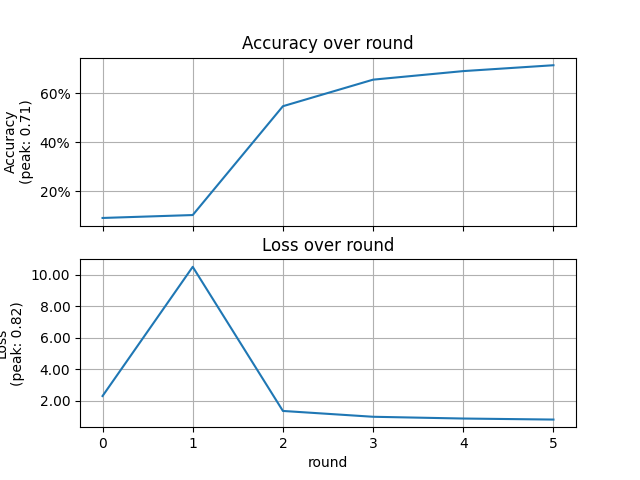 Accuracy over round
Accuracy
(peak: 0.71)
60%
40%
20%
Loss over round
Loss
(peak: 0.82)
10.00
8.00
6.00
4.00
2.00
0 1 2 3 4 5
round